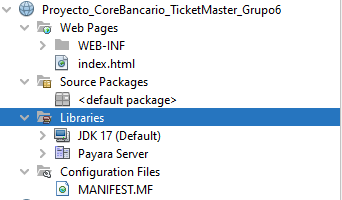 Proyecto_CoreBancario_TicketMaster_Grupo6
Web Pages
WEB-INF
index.html
Source Packages
<default package>
Libraries
JDK 17 (Default)
Payara Server
Configuration Files
MANIFEST.MF